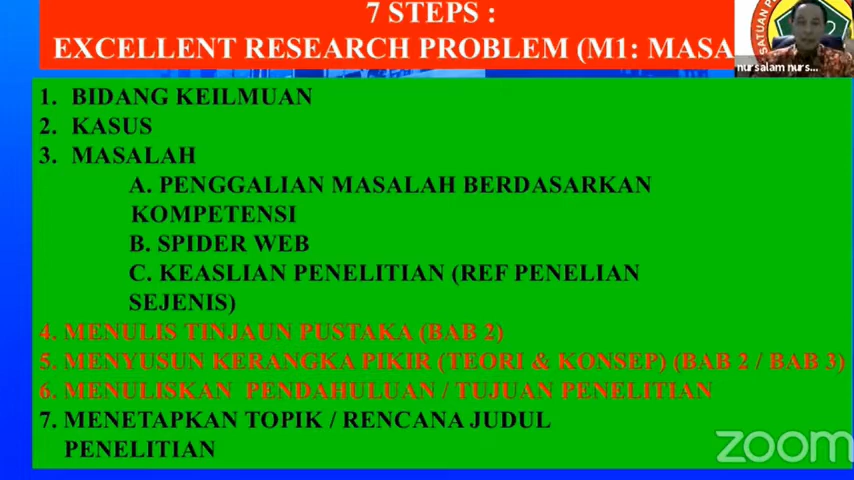 7 STEPS :
EXCELLENT RESEARCH PROBLEM (M1: MASA
SATUAN P
nursalam nurs...
1. BIDANG KEILMUAN
2. KASUS
3. MASALAH
A. PENGGALIAN MASALAH BERDASARKAN
KOMPETENSI
B. SPIDER WEB
C. KEASLIAN PENELITIAN (REF PENELIAN
SEJENIS)
4. MENULIS TINJAUN PUSTAKA (BAB 2)
5. MENYUSUN KERANGKA PIKIR (TEORI & KONSEP) (BAB 2 / BAB 3)
6. MENULISKAN PENDAHULUAN / TUJUAN PENELITIAN
7. MENETAPKAN TOPIK / RENCANA JUDUL
PENELITIAN
zoom